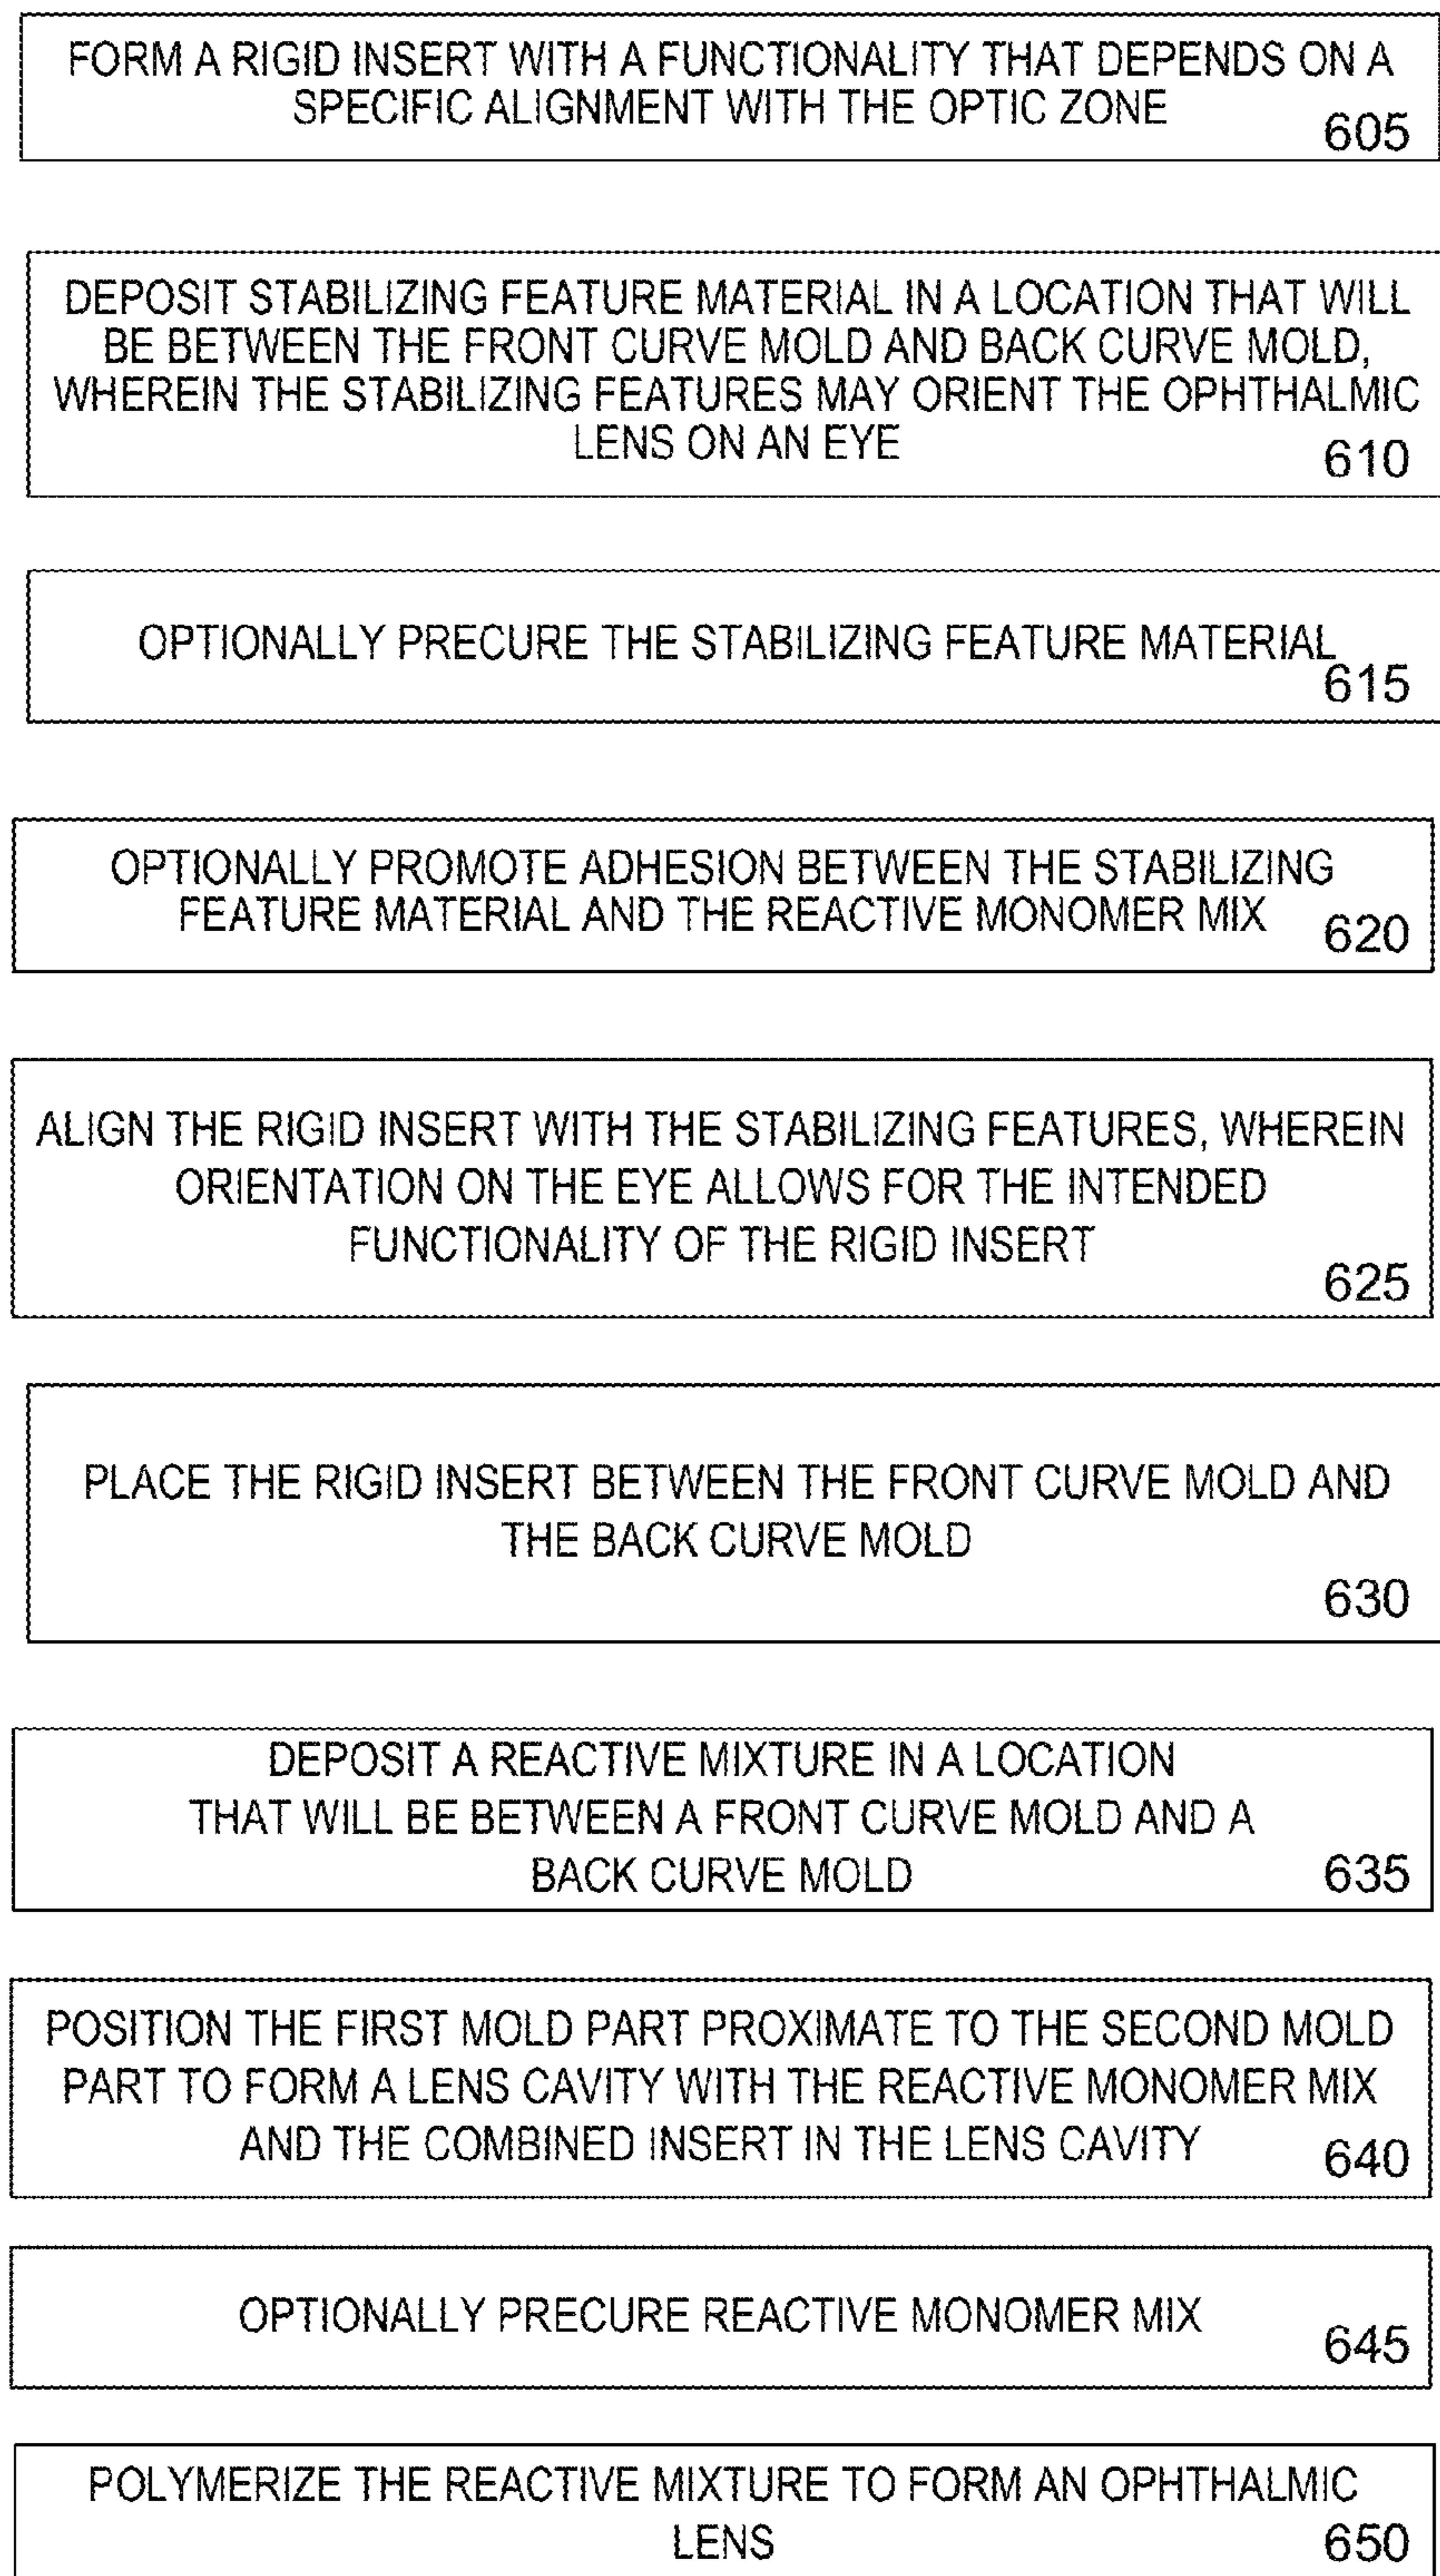 FORM A RIGID INSERT WITH A FUNCTIONALITY THAT DEPENDS ON A
SPECIFIC ALIGNMENT WITH THE OPTIC ZONE
605
DEPOSIT STABILIZING FEATURE MATERIAL IN A LOCATION THAT WILL
BE BETWEEN THE FRONT CURVE MOLD AND BACK CURVE MOLD,
WHEREIN THE STABILIZING FEATURES MAY ORIENT THE OPHTHALMIC
LENS ON AN EYE
610
OPTIONALLY PRECURE THE STABILIZING FEATURE MATERIAL
615
OPTIONALLY PROMOTE ADHESION BETWEEN THE STABILIZING
FEATURE MATERIAL AND THE REACTIVE MONOMER MIX
620
ALIGN THE RIGID INSERT WITH THE STABILIZING FEATURES, WHEREIN
ORIENTATION ON THE EYE ALLOWS FOR THE INTENDED
FUNCTIONALITY OF THE RIGID INSERT
625
PLACE THE RIGID INSERT BETWEEN THE FRONT CURVE MOLD AND
THE BACK CURVE MOLD
630
DEPOSIT A REACTIVE MIXTURE IN A LOCATION
THAT WILL BE BETWEEN A FRONT CURVE MOLD AND A
BACK CURVE MOLD
635
POSITION THE FIRST MOLD PART PROXIMATE TO THE SECOND MOLD
PART TO FORM A LENS CAVITY WITH THE REACTIVE MONOMER MIX
AND THE COMBINED INSERT IN THE LENS CAVITY
640
OPTIONALLY PRECURE REACTIVE MONOMER MIX
645
POLYMERIZE THE REACTIVE MIXTURE TO FORM AN OPHTHALMIC
LENS
650